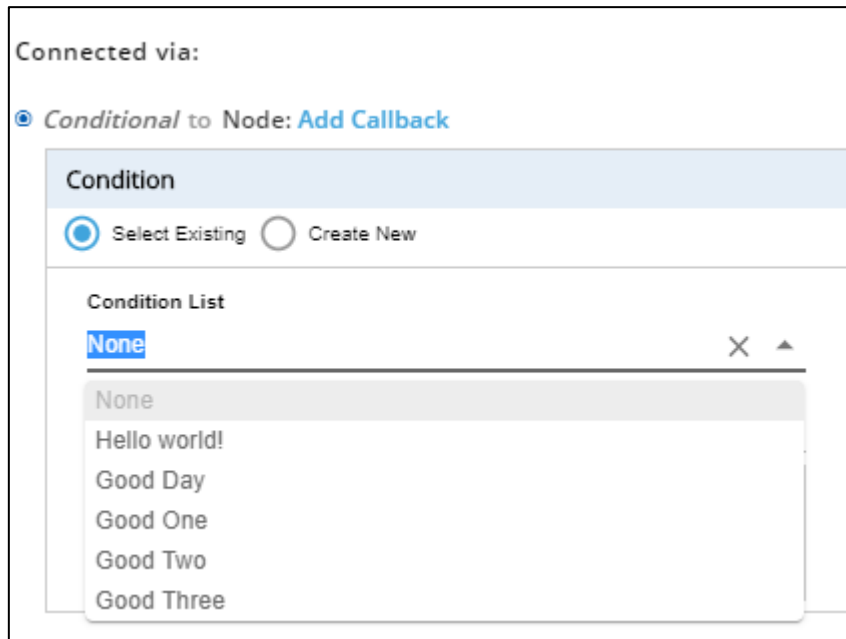 Connected via:
Conditional to Node: Add Callback
Condition
Select Existing Create New
Condition List
None
None
Hello world!
Good Day
Good One
Good Two
Good Three